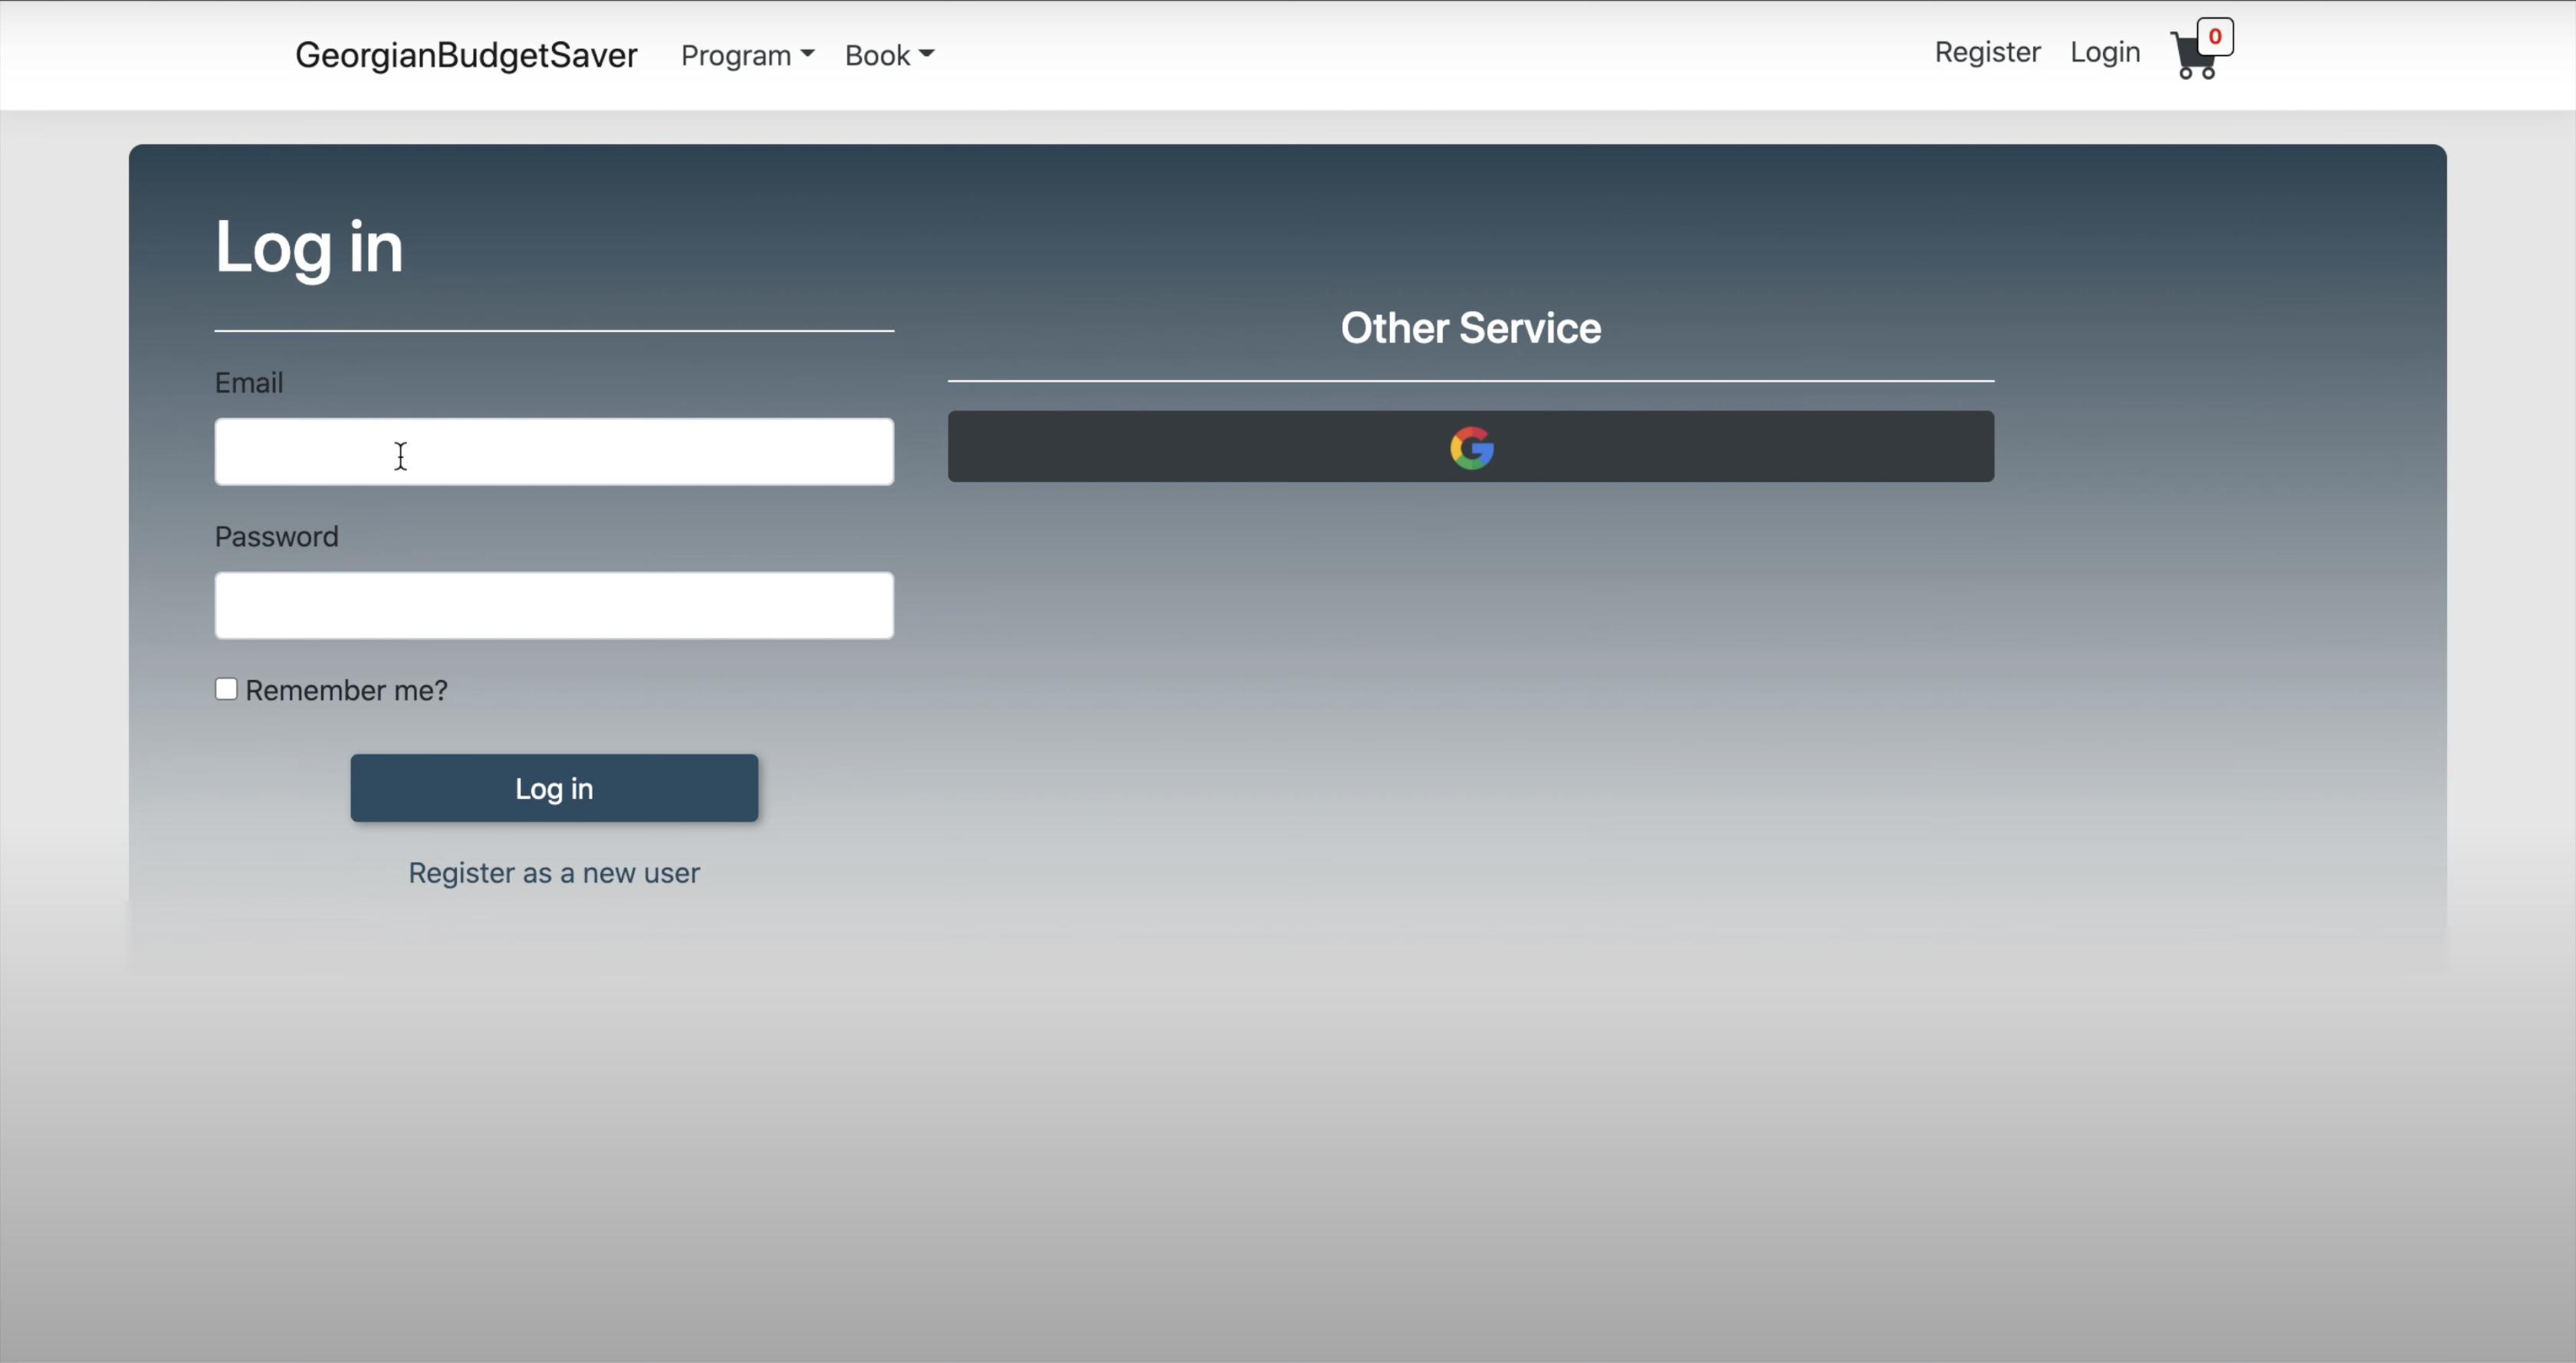 GeorgianBudgetSaver Program Book Register Login 0
Log in
Other Service
Email
Password
Remember me?
Log in
Register as a new user